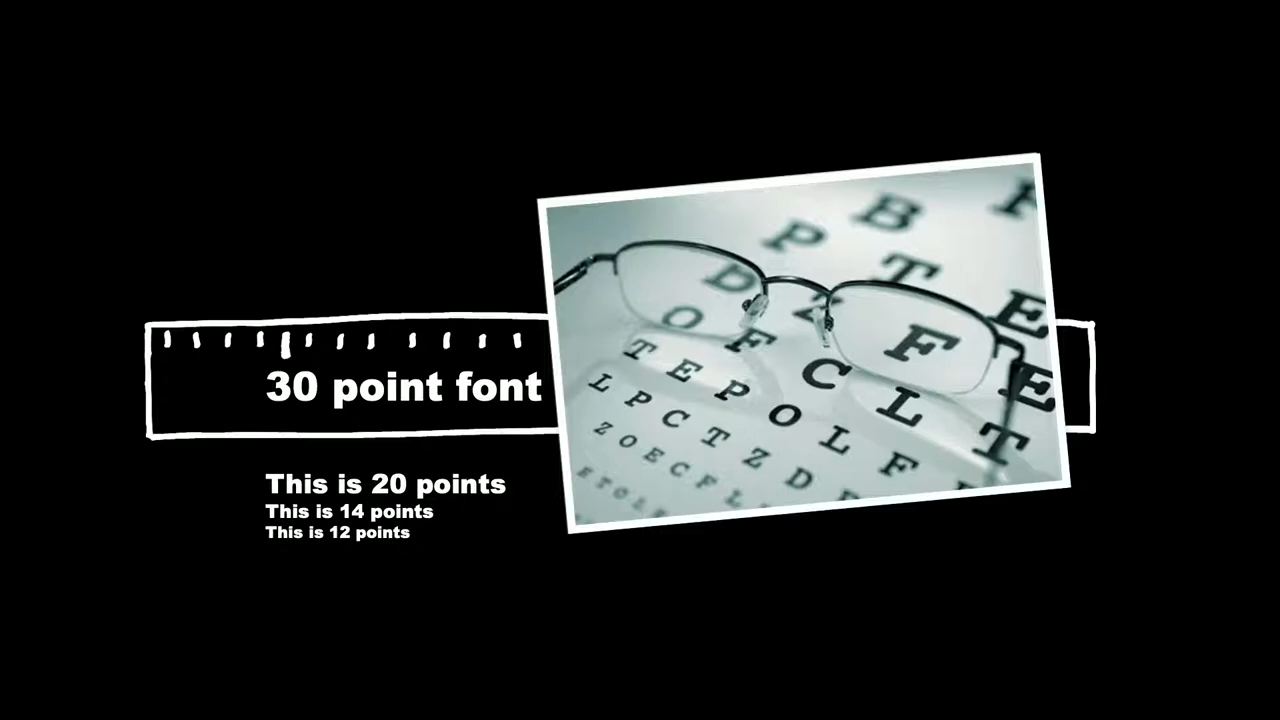 30 point font
This is 20 points
This is 14 points
This is 12 points
B
P T E
D Z
O F F E
T E P O C L T
L P C T O L F
Z O E C Z D
F L